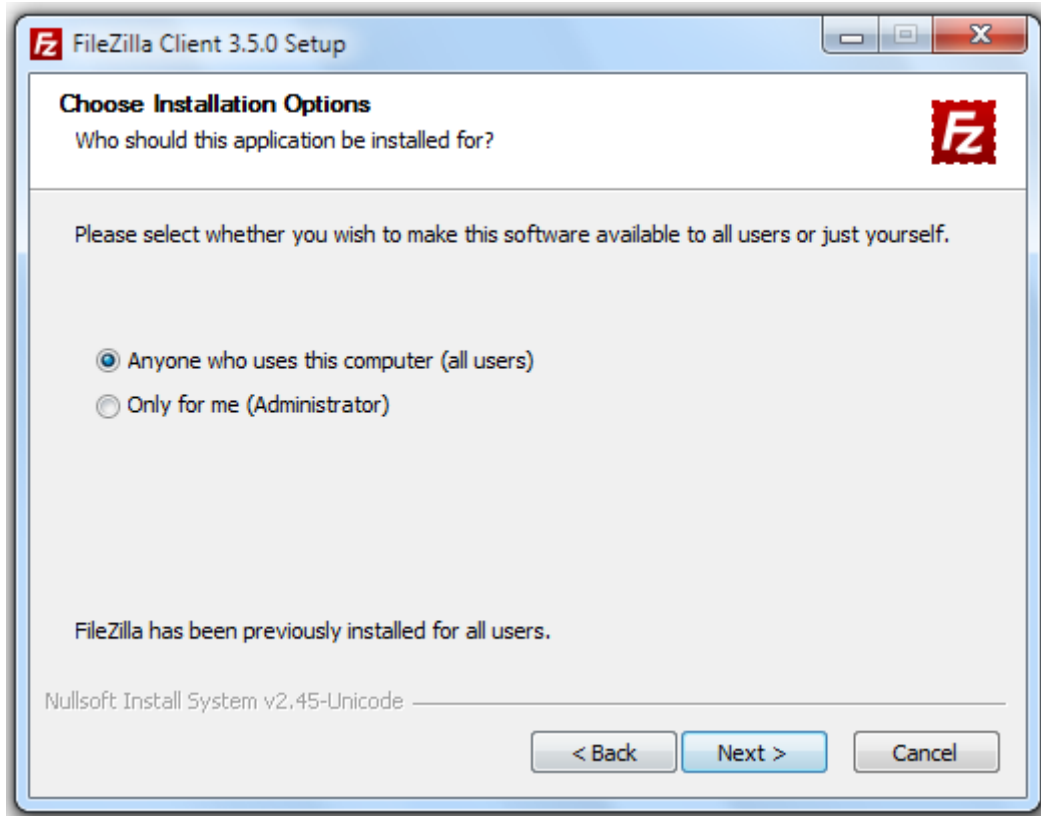 FileZilla Client 3.5.0 Setup
Choose Installation Options
Who should this application be installed for?
Fz
Please select whether you wish to make this software available to all users or just yourself.
Anyone who uses this computer (all users)
Only for me (Administrator)
FileZilla has been previously installed for all users.
Nullsoft Install System v2.45-Unicode
< Back Next > Cancel